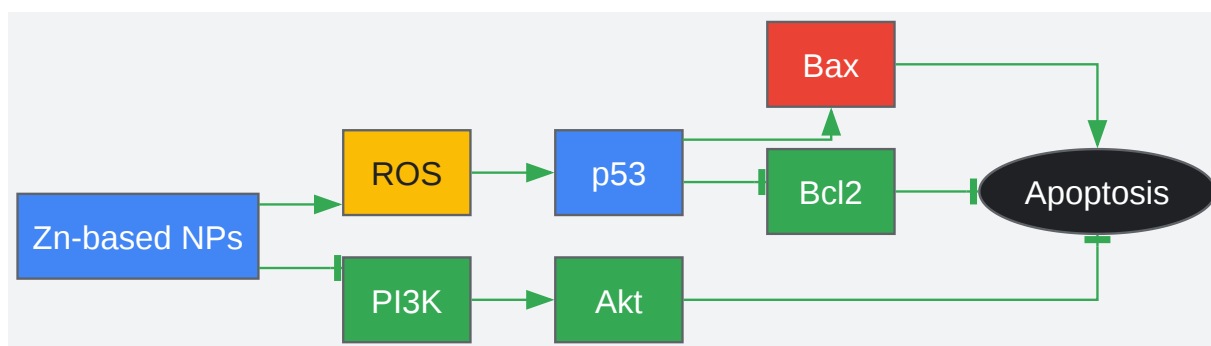 Bax
ROS
p53
Bcl2
Apoptosis
Zn-based NPs
PI3K
Akt